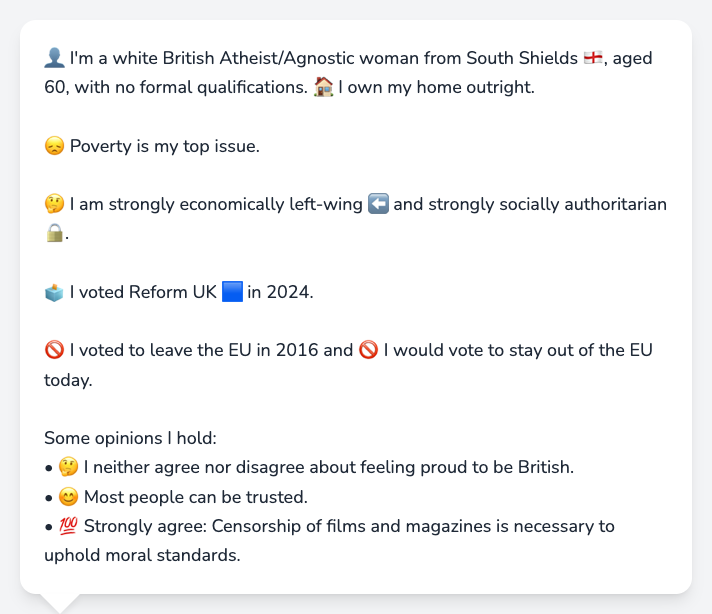 👤 I'm a white British Atheist/Agnostic woman from South Shields 🏴󠁧󠁢󠁥󠁮󠁧󠁿, aged
60, with no formal qualifications. 🏠 I own my home outright.
😞 Poverty is my top issue.
🤔 I am strongly economically left-wing ⬅️ and strongly socially authoritarian
🔒.
🗳️ I voted Reform UK 🟦 in 2024.
🚫 I voted to leave the EU in 2016 and 🚫 I would vote to stay out of the EU
today.
Some opinions I hold:
• 🤔 I neither agree nor disagree about feeling proud to be British.
• 😊 Most people can be trusted.
• 💯 Strongly agree: Censorship of films and magazines is necessary to
uphold moral standards.